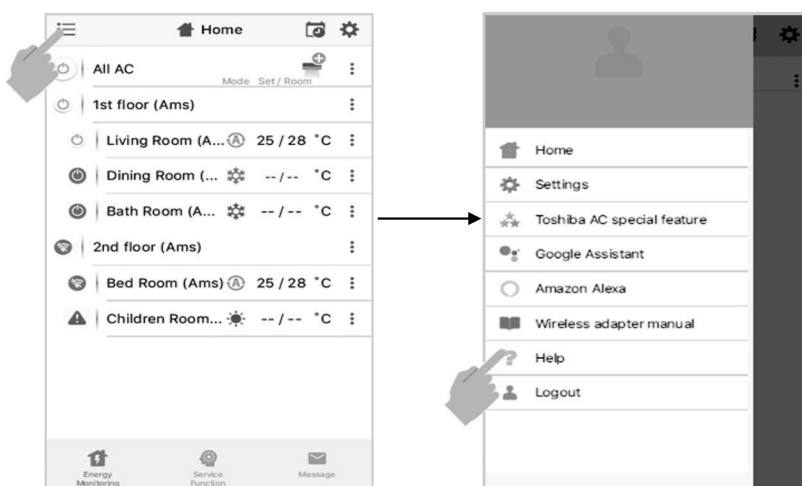 Home
All AC
Mode Set / Room
1st floor (Ams)
Living Room (A... A 25 / 28 °C
Dining Room (... -- / -- °C
Bath Room (A... -- / -- °C
2nd floor (Ams)
Bed Room (Ams) A 25 / 28 °C
Children Room... -- / -- °C
Energy
Monitoring
Service
Function
Message
Home
Settings
Toshiba AC special feature
Google Assistant
Amazon Alexa
Wireless adapter manual
Help
Logout